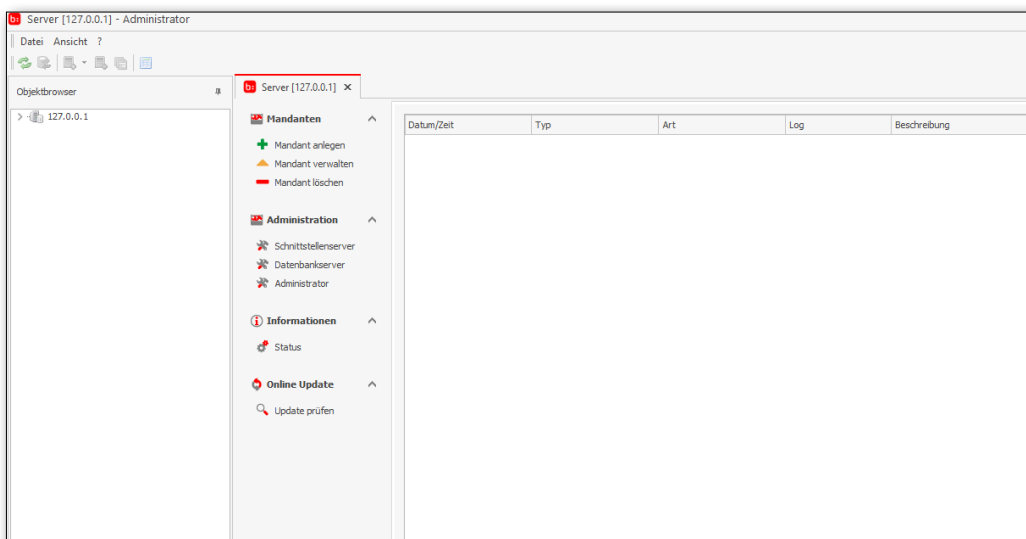 b: Server [127.0.0.1] - Administrator
Datei Ansicht ?
Objektbrowser
127.0.0.1
b: Server [127.0.0.1]
Mandanten
Mandant anlegen
Mandant verwalten
Mandant löschen
Administration
Schnittstellenserver
Datenbankserver
Administrator
Informationen
Status
Online Update
Update prüfen
Datum/Zeit Typ Art Log Beschreibung